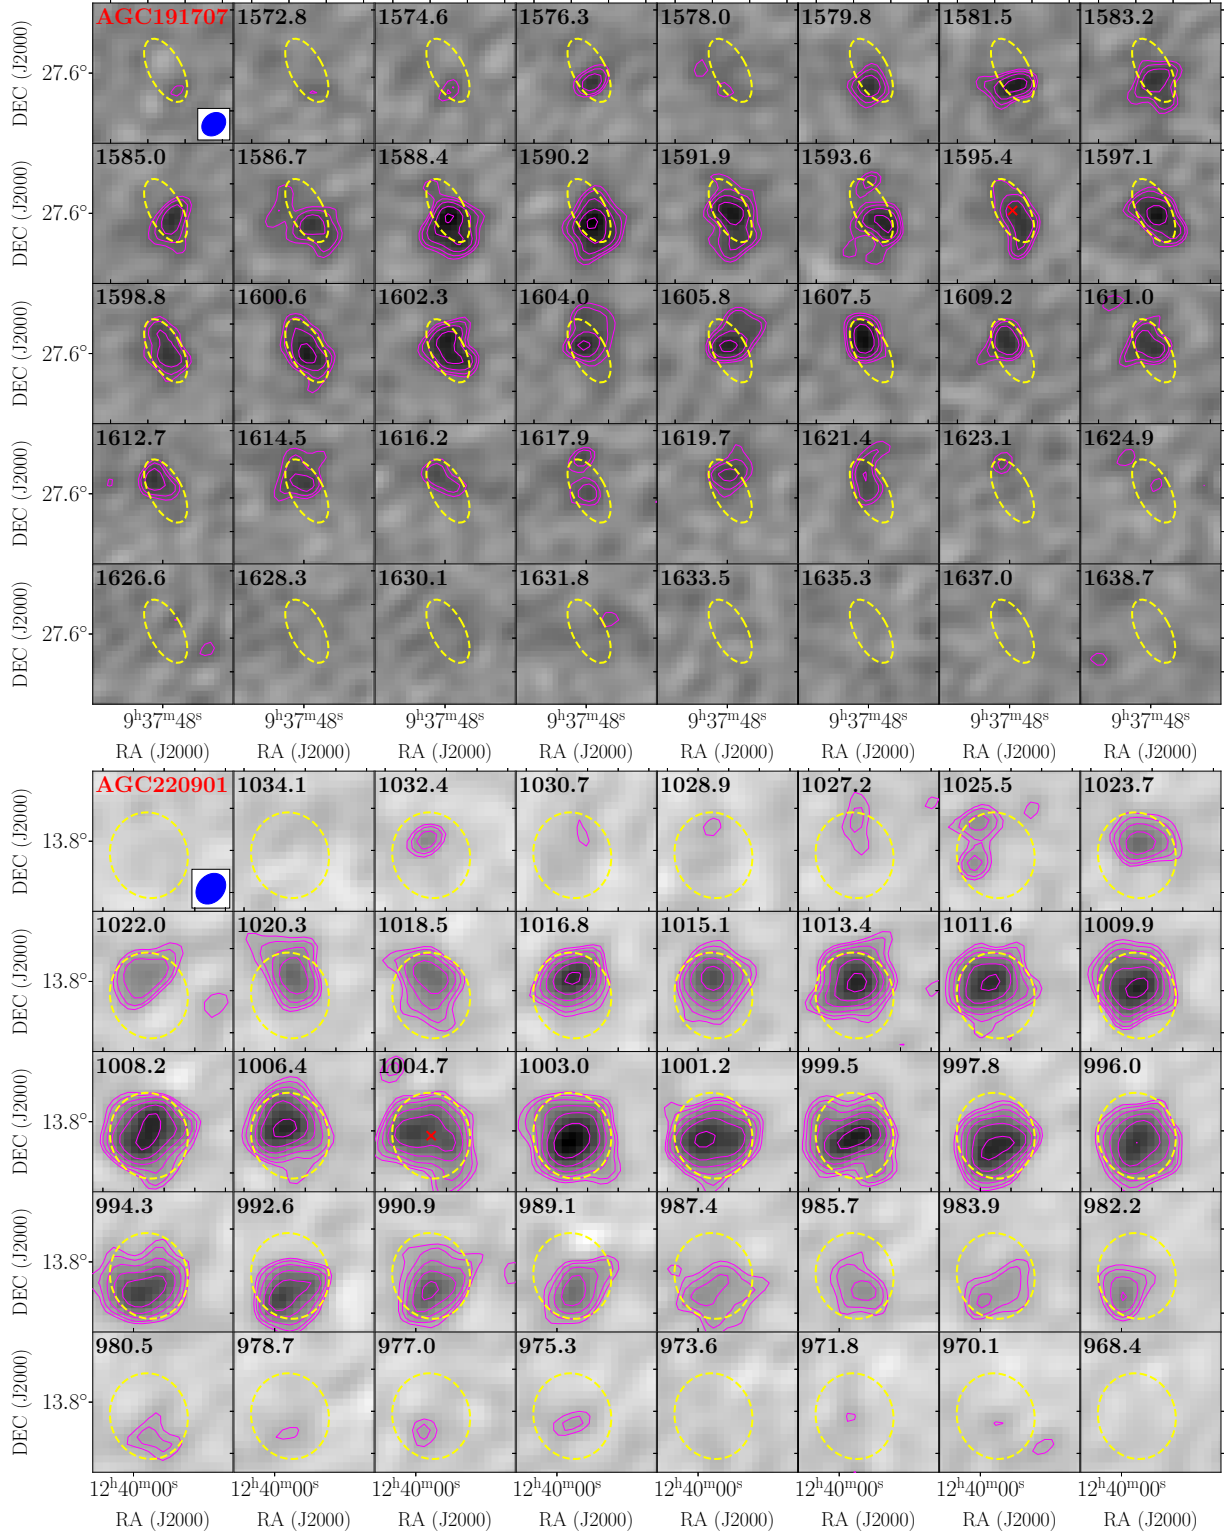 AGC191707 1572.8 1574.6 1576.3 1578.0 1579.8 1581.5 1583.2
DEC (J2000) 27.6°
1585.0 1586.7 1588.4 1590.2 1591.9 1593.6 1595.4 1597.1
DEC (J2000) 27.6°
1598.8 1600.6 1602.3 1604.0 1605.8 1607.5 1609.2 1611.0
DEC (J2000) 27.6°
1612.7 1614.5 1616.2 1617.9 1619.7 1621.4 1623.1 1624.9
DEC (J2000) 27.6°
1626.6 1628.3 1630.1 1631.8 1633.5 1635.3 1637.0 1638.7
DEC (J2000) 27.6°
9ʰ37ᵐ48ˢ 9ʰ37ᵐ48ˢ 9ʰ37ᵐ48ˢ 9ʰ37ᵐ48ˢ 9ʰ37ᵐ48ˢ 9ʰ37ᵐ48ˢ 9ʰ37ᵐ48ˢ 9ʰ37ᵐ48ˢ
RA (J2000) RA (J2000) RA (J2000) RA (J2000) RA (J2000) RA (J2000) RA (J2000) RA (J2000)
AGC220901 1034.1 1032.4 1030.7 1028.9 1027.2 1025.5 1023.7
DEC (J2000) 13.8°
1022.0 1020.3 1018.5 1016.8 1015.1 1013.4 1011.6 1009.9
DEC (J2000) 13.8°
1008.2 1006.4 1004.7 1003.0 1001.2 999.5 997.8 996.0
DEC (J2000) 13.8°
994.3 992.6 990.9 989.1 987.4 985.7 983.9 982.2
DEC (J2000) 13.8°
980.5 978.7 977.0 975.3 973.6 971.8 970.1 968.4
DEC (J2000) 13.8°
12ʰ40ᵐ00ˢ 12ʰ40ᵐ00ˢ 12ʰ40ᵐ00ˢ 12ʰ40ᵐ00ˢ 12ʰ40ᵐ00ˢ 12ʰ40ᵐ00ˢ 12ʰ40ᵐ00ˢ 12ʰ40ᵐ00ˢ
RA (J2000) RA (J2000) RA (J2000) RA (J2000) RA (J2000) RA (J2000) RA (J2000) RA (J2000)